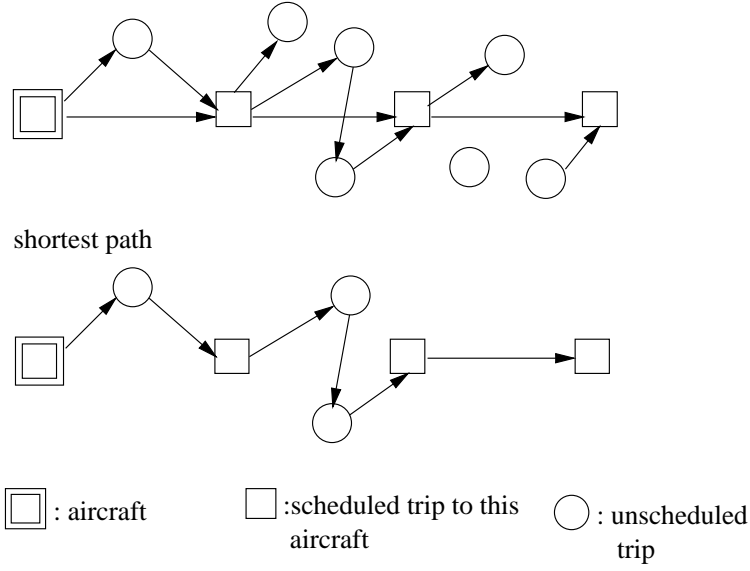 shortest path
: aircraft
:scheduled trip to this
aircraft
: unscheduled
trip